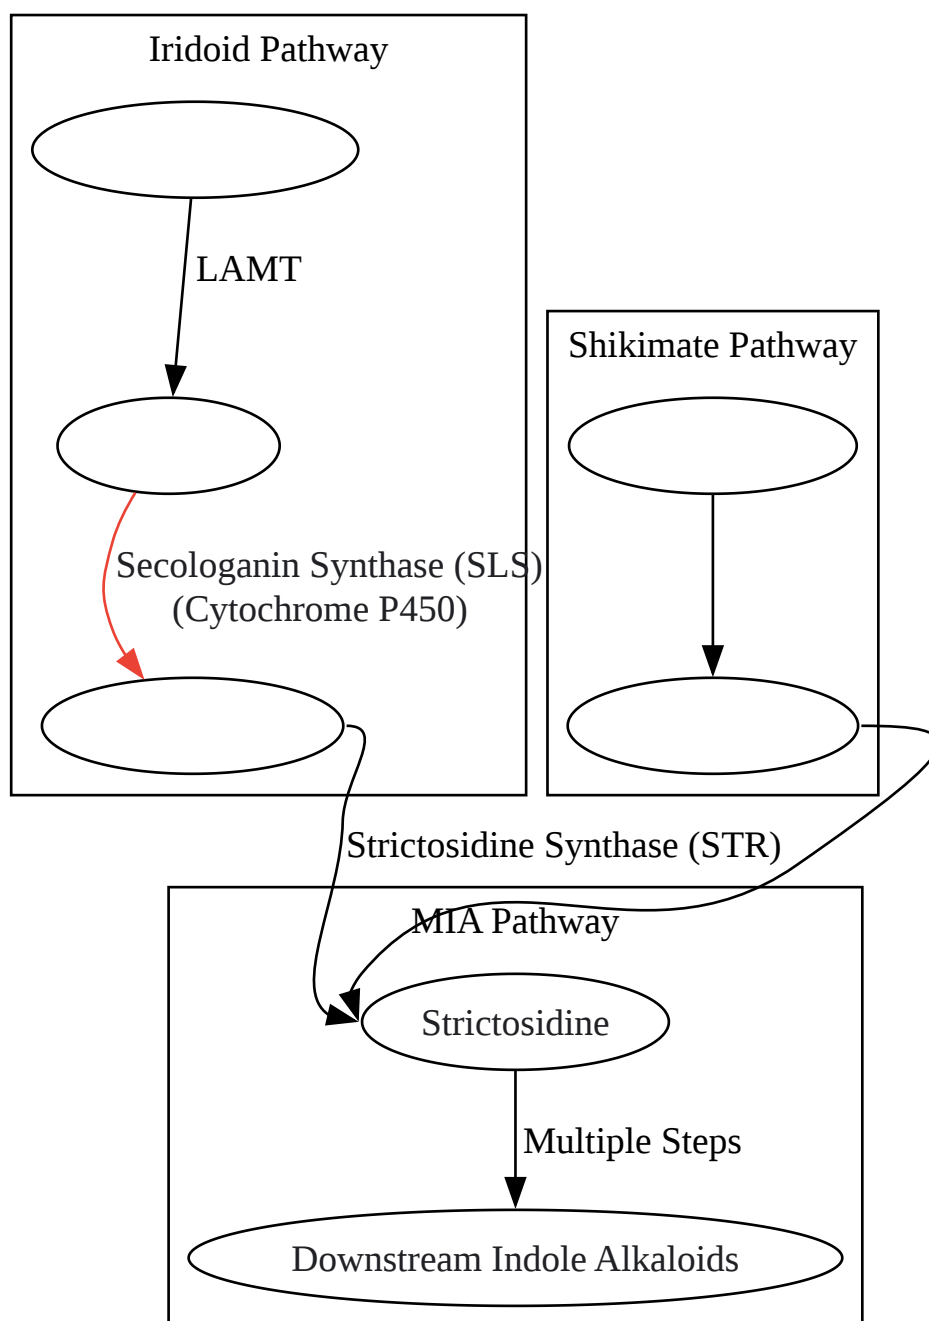 Iridoid Pathway
LAMT
Shikimate Pathway
Secologanin Synthase (SLS)
(Cytochrome P450)
Strictosidine Synthase (STR)
MIA Pathway
Strictosidine
Multiple Steps
Downstream Indole Alkaloids